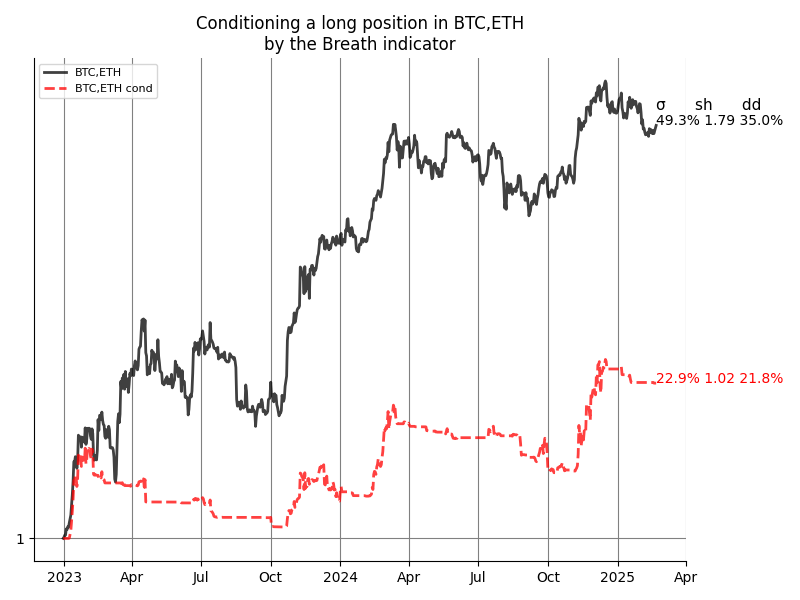 Conditioning a long position in BTC,ETH
by the Breath indicator
BTC,ETH
BTC,ETH cond
σ sh dd
49.3% 1.79 35.0%
22.9% 1.02 21.8%
1
2023 Apr Jul Oct 2024 Apr Jul Oct 2025 Apr